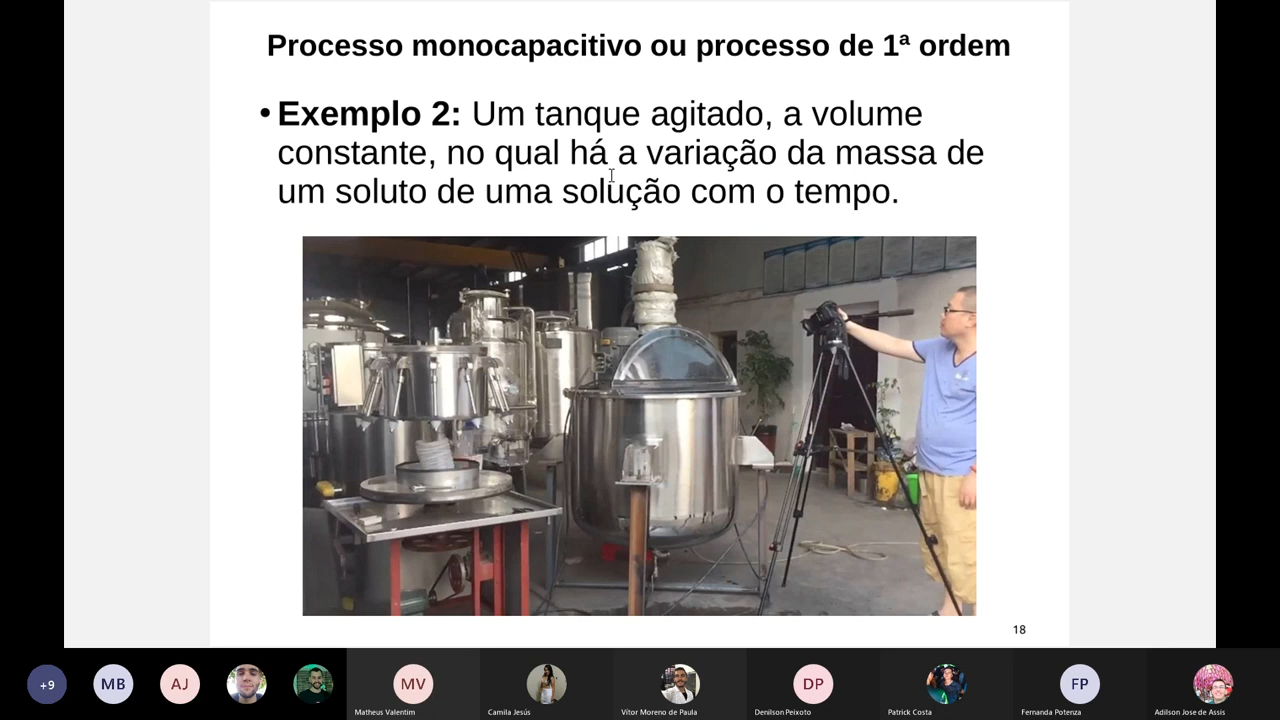 Processo monocapacitivo ou processo de 1ª ordem
• Exemplo 2: Um tanque agitado, a volume
constante, no qual há a variação da massa de
um soluto de uma solução com o tempo.
18
+9
MB
AJ
MV
DP
FP
Matheus Valentim
Camila Jesús
Vítor Moreno de Paula
Denilson Peixoto
Patrick Costa
Fernanda Potenza
Adilson Jose de Assis